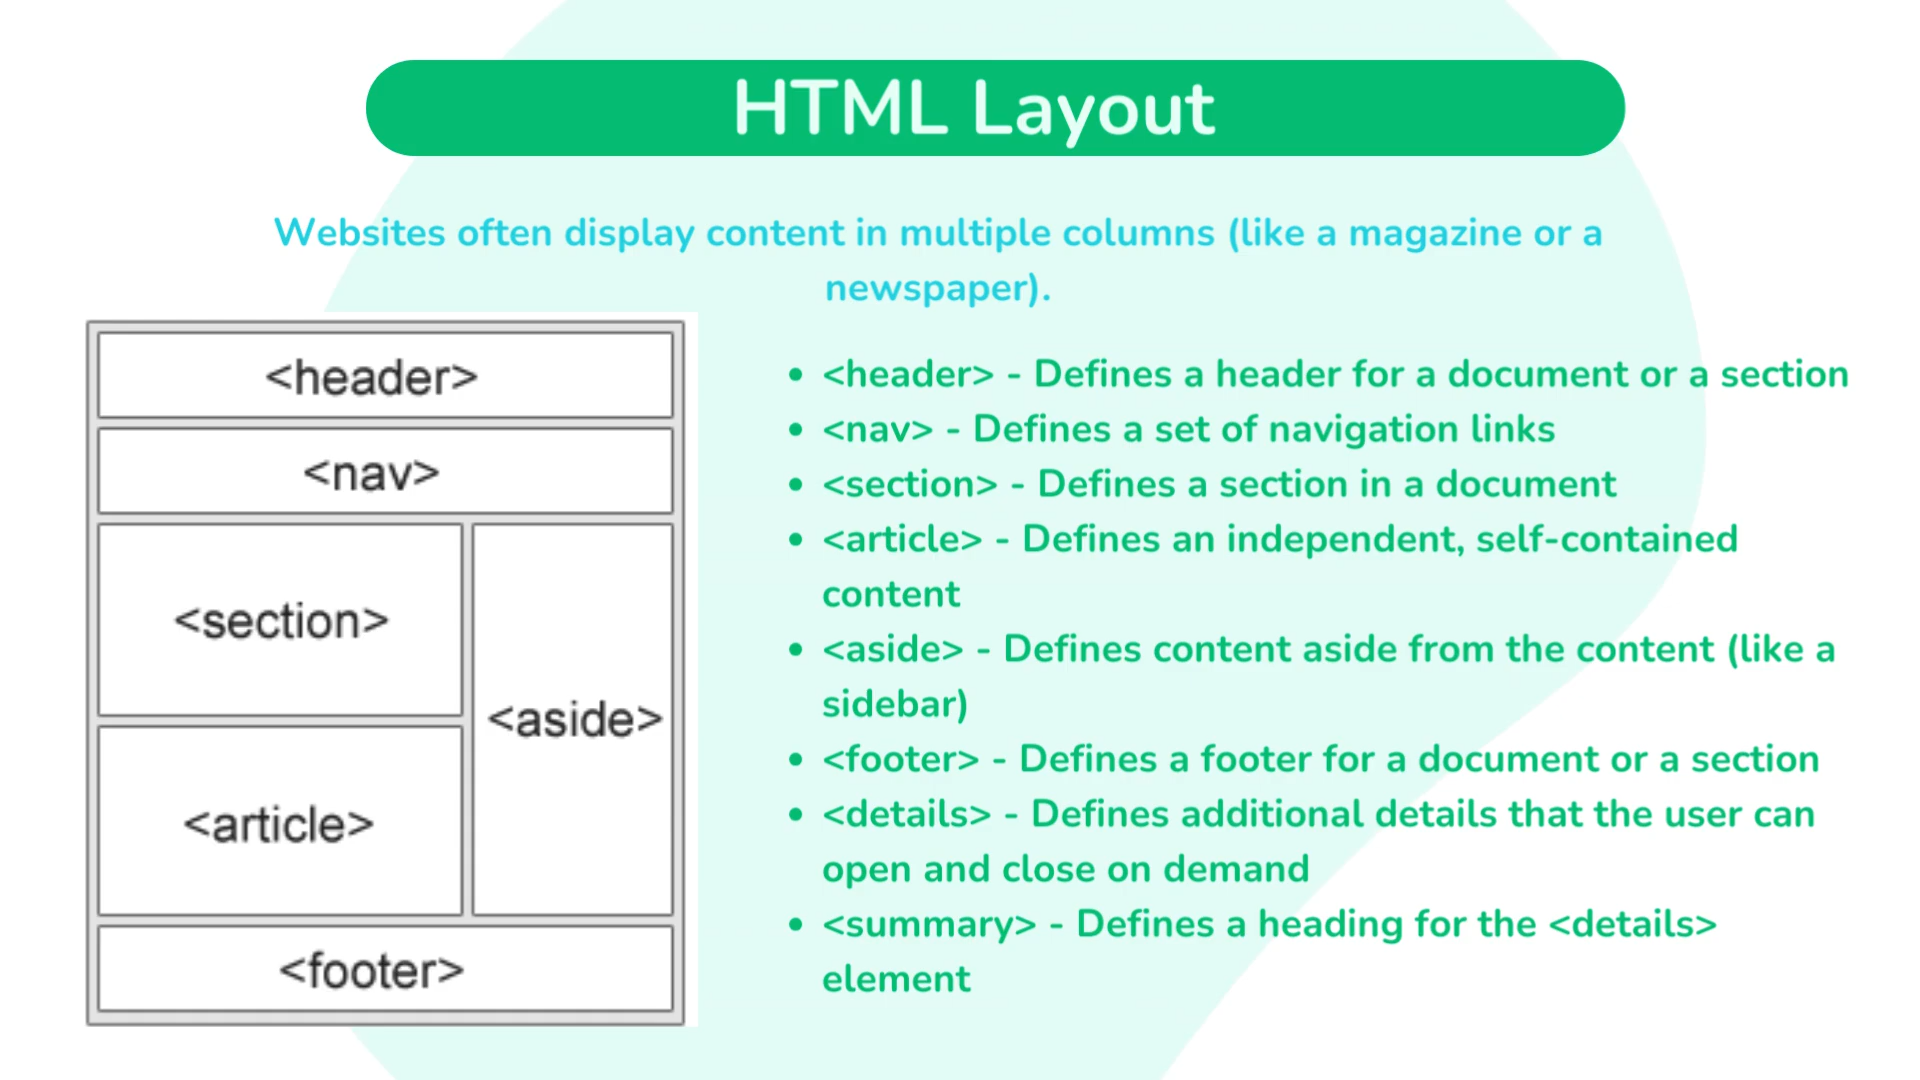 HTML Layout
Websites often display content in multiple columns (like a magazine or a
newspaper).
<header>
<nav>
<section>
<aside>
<article>
<footer>
• <header> - Defines a header for a document or a section
• <nav> - Defines a set of navigation links
• <section> - Defines a section in a document
• <article> - Defines an independent, self-contained
content
• <aside> - Defines content aside from the content (like a
sidebar)
• <footer> - Defines a footer for a document or a section
• <details> - Defines additional details that the user can
open and close on demand
• <summary> - Defines a heading for the <details>
element